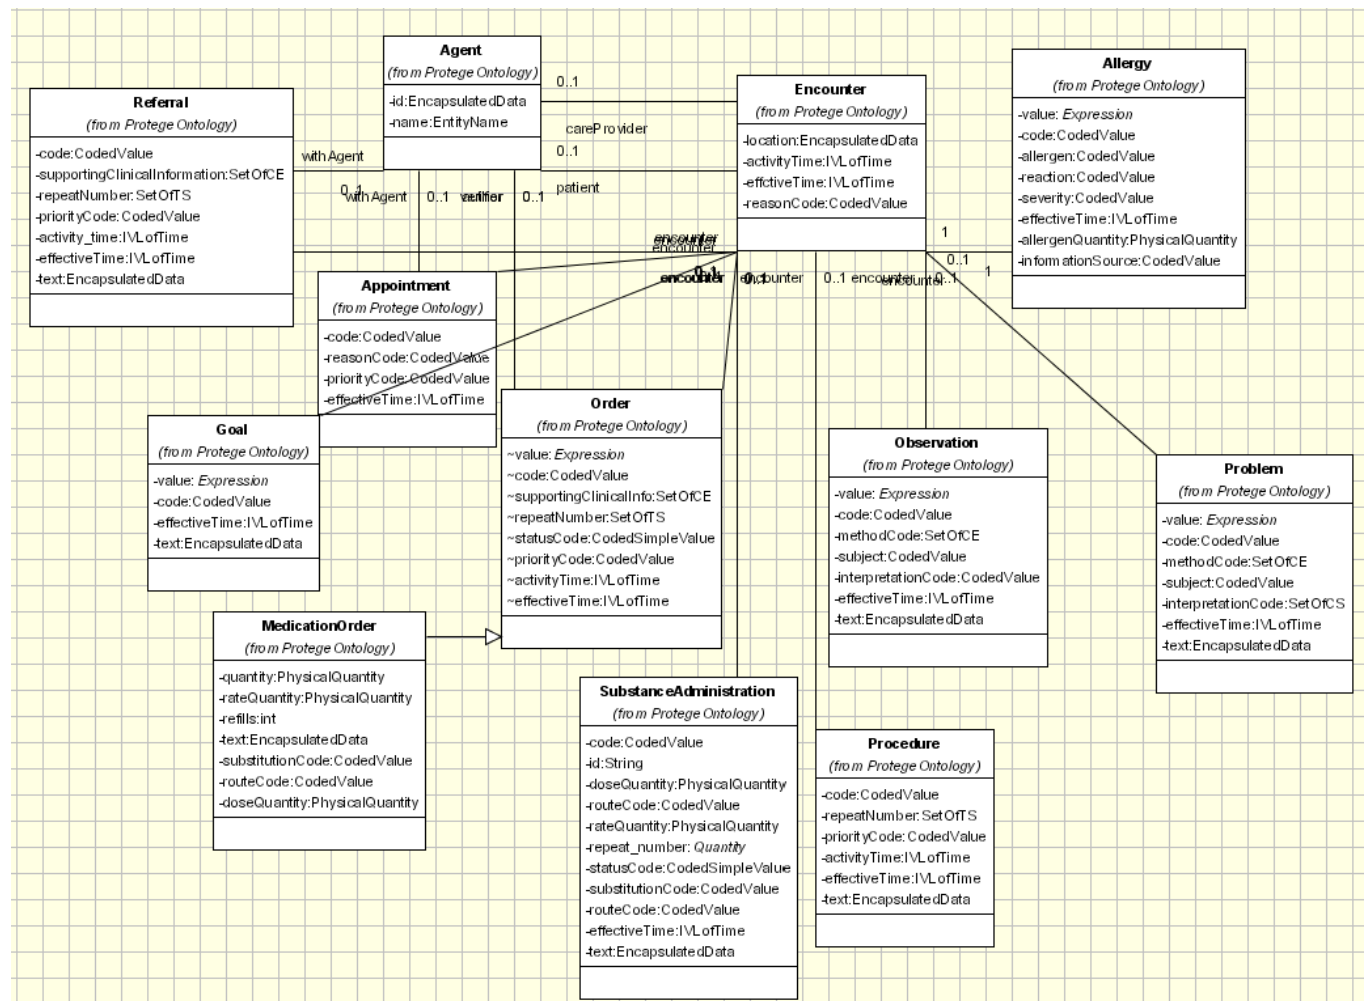 Agent
(from Protege Ontology)
-id:EncapsulatedData
-name:EntityName
Referral
(from Protege Ontology)
-code:CodedValue
-supportingClinicalInformation:SetOfCE
-repeatNumber:SetOfTS
-priorityCode:CodedValue
-activity_time:IVLofTime
-effectiveTime:IVLofTime
-text:EncapsulatedData
Encounter
(from Protege Ontology)
-location:EncapsulatedData
-activityTime:IVLofTime
-effctiveTime:IVLofTime
-reasonCode:CodedValue
Allergy
(from Protege Ontology)
-value: Expression
-code:CodedValue
-allergen:CodedValue
-reaction:CodedValue
-severity:CodedValue
-effectiveTime:IVLofTime
-allergenQuantity:PhysicalQuantity
-informationSource:CodedValue
0..1
careProvider
0..1
patient
withAgent
0..1
withAgent
0..1
0..1
encounter
encounter
encounter
0..1
encounter
0..1
0..1
encounter
encounter
0..1
1
0..1
1
Appointment
(from Protege Ontology)
-code:CodedValue
-reasonCode:CodedValue
-priorityCode:CodedValue
-effectiveTime:IVLofTime
Goal
(from Protege Ontology)
-value: Expression
-code:CodedValue
-effectiveTime:IVLofTime
-text:EncapsulatedData
Order
(from Protege Ontology)
~value: Expression
~code:CodedValue
~supportingClinicalInfo:SetOfCE
~repeatNumber:SetOfTS
~statusCode:CodedSimpleValue
~priorityCode:CodedValue
~activityTime:IVLofTime
~effectiveTime:IVLofTime
Observation
(from Protege Ontology)
-value: Expression
-code:CodedValue
-methodCode:SetOfCE
-subject:CodedValue
-interpretationCode:CodedValue
-effectiveTime:IVLofTime
-text:EncapsulatedData
Problem
(from Protege Ontology)
-value: Expression
-code:CodedValue
-methodCode:SetOfCE
-subject:CodedValue
-interpretationCode:SetOfCS
-effectiveTime:IVLofTime
-text:EncapsulatedData
MedicationOrder
(from Protege Ontology)
-quantity:PhysicalQuantity
-rateQuantity:PhysicalQuantity
-refills:int
-text:EncapsulatedData
-substitutionCode:CodedValue
-routeCode:CodedValue
-doseQuantity:PhysicalQuantity
SubstanceAdministration
(from Protege Ontology)
-code:CodedValue
-id:String
-doseQuantity:PhysicalQuantity
-routeCode:CodedValue
-rateQuantity:PhysicalQuantity
-repeat_number: Quantity
-statusCode:CodedSimpleValue
-substitutionCode:CodedValue
-routeCode:CodedValue
-effectiveTime:IVLofTime
-text:EncapsulatedData
Procedure
(from Protege Ontology)
-code:CodedValue
-repeatNumber:SetOfTS
-priorityCode:CodedValue
-activityTime:IVLofTime
-effectiveTime:IVLofTime
-text:EncapsulatedData